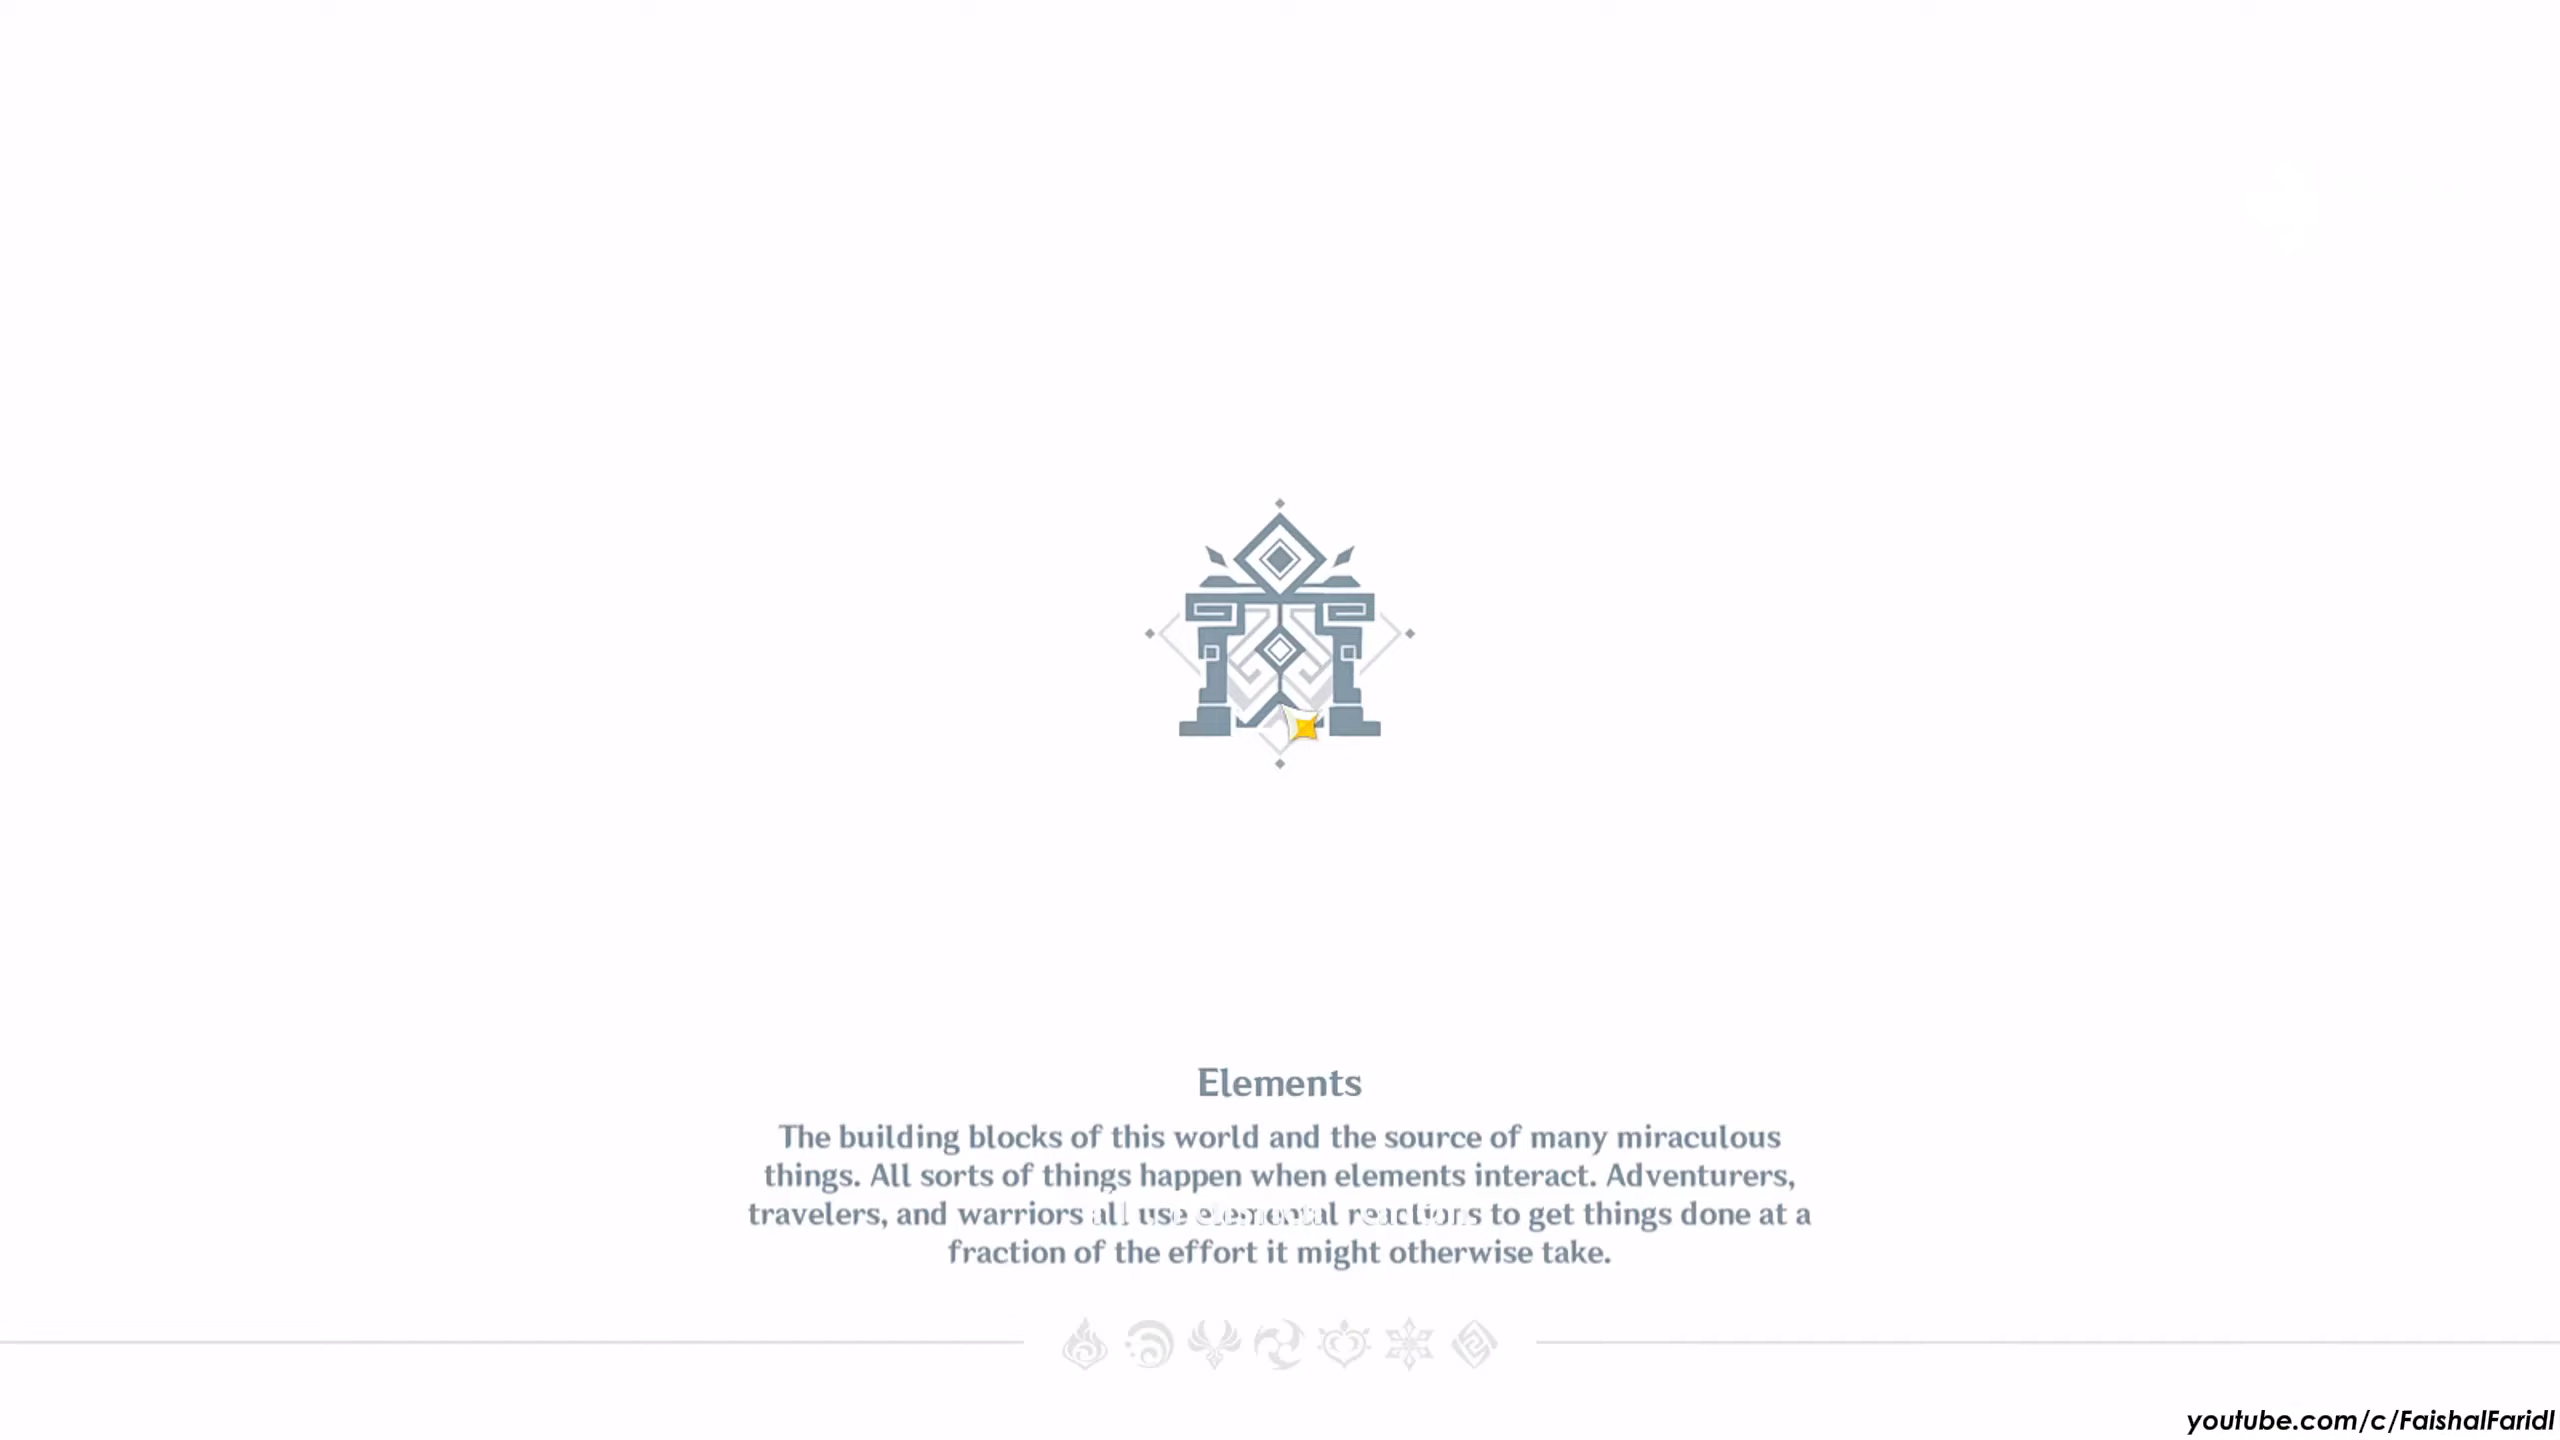 Elements
The building blocks of this world and the source of many miraculous
things. All sorts of things happen when elements interact. Adventurers,
travelers, and warriors all use elemental reactions to get things done at a
fraction of the effort it might otherwise take.
youtube.com/c/FaishalFaridl